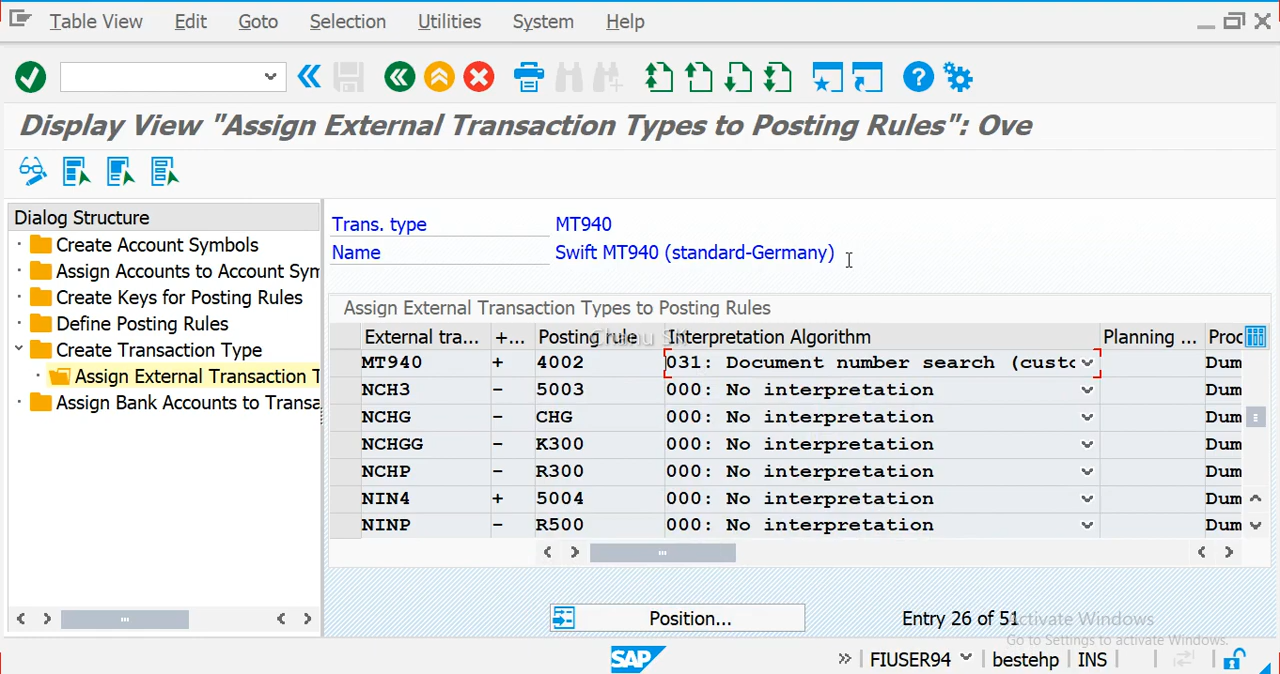 Table View Edit Goto Selection Utilities System Help
Display View "Assign External Transaction Types to Posting Rules": Ove
Dialog Structure
Create Account Symbols
Assign Accounts to Account Sym
Create Keys for Posting Rules
Define Posting Rules
Create Transaction Type
Assign External Transaction T
Assign Bank Accounts to Transa
Trans. type MT940
Name Swift MT940 (standard-Germany)
Assign External Transaction Types to Posting Rules
External tra... +... Posting rule Interpretation Algorithm Planning ... Proc
MT940 + 4002 031: Document number search (custo Dum
NCH3 - 5003 000: No interpretation Dum
NCHG - CHG 000: No interpretation Dum
NCHGG - K300 000: No interpretation Dum
NCHP - R300 000: No interpretation Dum
NIN4 + 5004 000: No interpretation Dum
NINP - R500 000: No interpretation Dum
Position... Entry 26 of 51
Activate Windows
Go to Settings to activate Windows.
SAP FIUSER94 bestehp INS